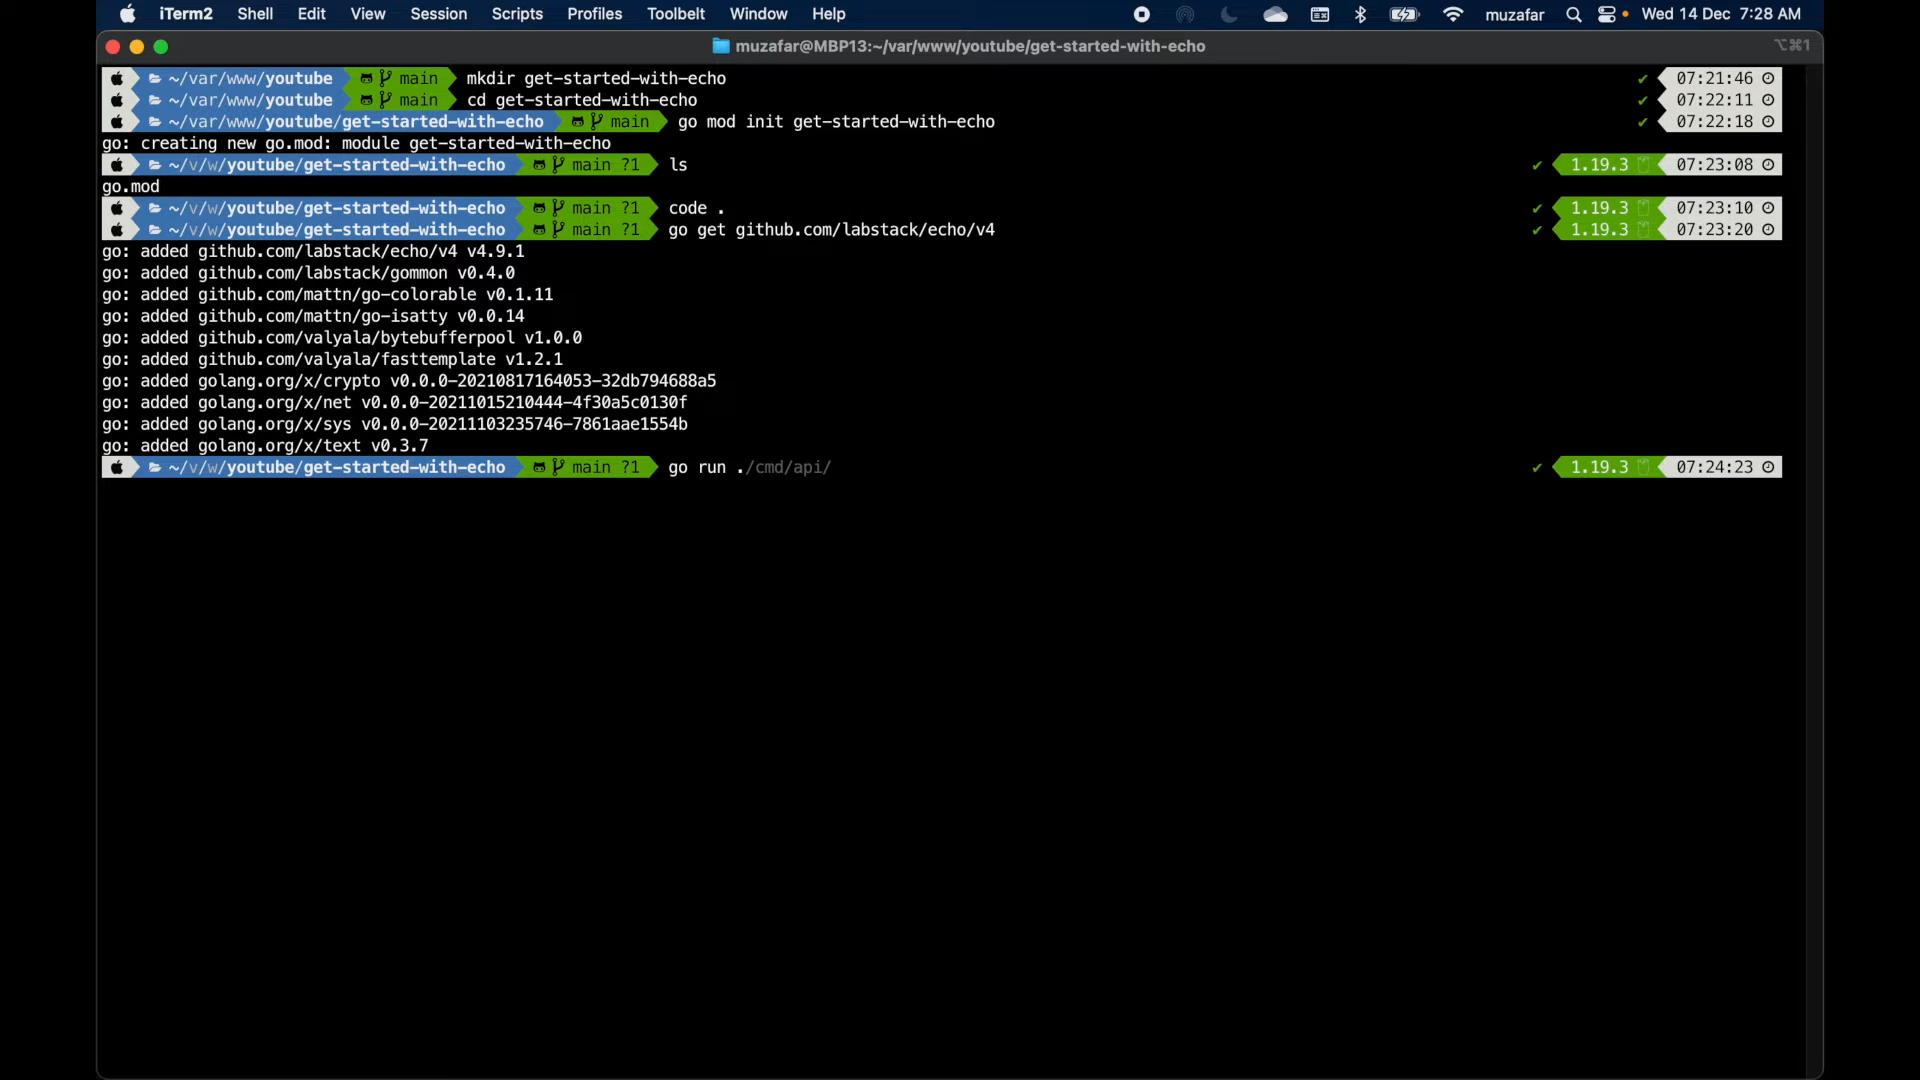 iTerm2 Shell Edit View Session Scripts Profiles Toolbelt Window Help muzafar Wed 14 Dec 7:28 AM
muzafar@MBP13:~/var/www/youtube/get-started-with-echo ⌥⌘1
~/var/www/youtube main mkdir get-started-with-echo ✔ 07:21:46
~/var/www/youtube main cd get-started-with-echo ✔ 07:22:11
~/var/www/youtube/get-started-with-echo main go mod init get-started-with-echo ✔ 07:22:18
go: creating new go.mod: module get-started-with-echo
~/v/w/youtube/get-started-with-echo main ?1 ls ✔ 1.19.3 07:23:08
go.mod
~/v/w/youtube/get-started-with-echo main ?1 code . ✔ 1.19.3 07:23:10
~/v/w/youtube/get-started-with-echo main ?1 go get github.com/labstack/echo/v4 ✔ 1.19.3 07:23:20
go: added github.com/labstack/echo/v4 v4.9.1
go: added github.com/labstack/gommon v0.4.0
go: added github.com/mattn/go-colorable v0.1.11
go: added github.com/mattn/go-isatty v0.0.14
go: added github.com/valyala/bytebufferpool v1.0.0
go: added github.com/valyala/fasttemplate v1.2.1
go: added golang.org/x/crypto v0.0.0-20210817164053-32db794688a5
go: added golang.org/x/net v0.0.0-20211015210444-4f30a5c0130f
go: added golang.org/x/sys v0.0.0-20211103235746-7861aae1554b
go: added golang.org/x/text v0.3.7
~/v/w/youtube/get-started-with-echo main ?1 go run ./cmd/api/ ✔ 1.19.3 07:24:23